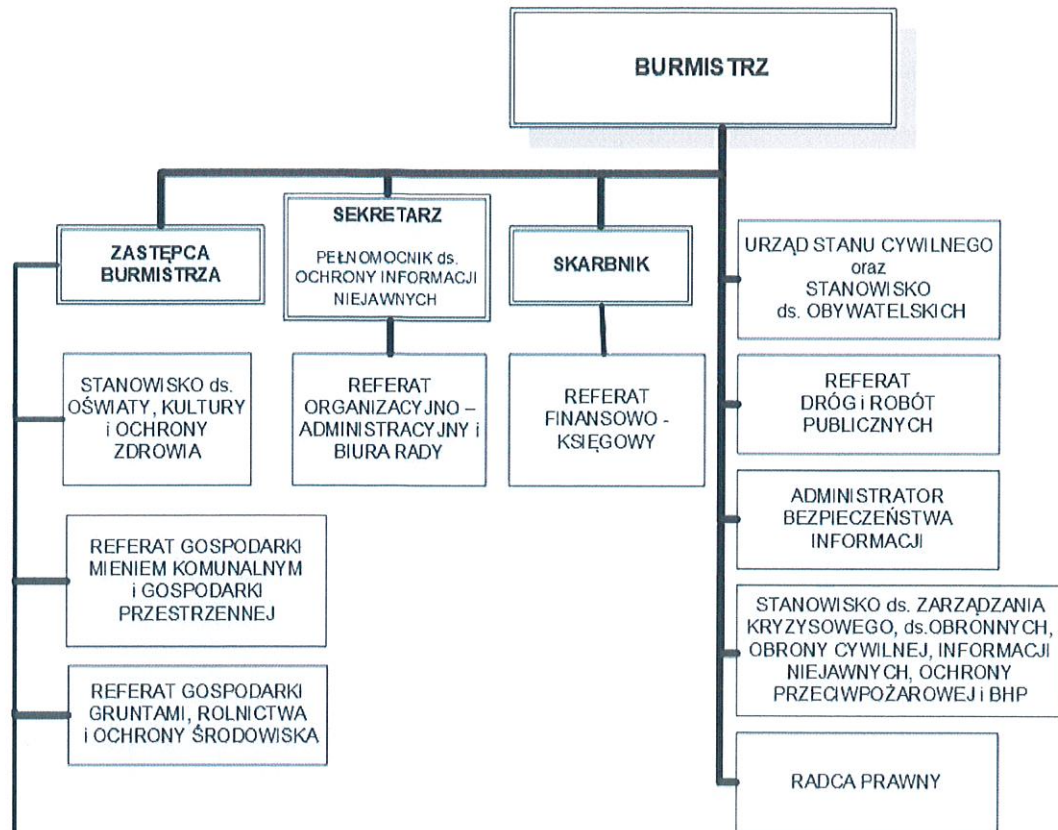 BURMISTRZ
ZASTĘPCA
BURMISTRZA
SEKRETARZ
PEŁNOMOCNIK ds.
OCHRONY INFORMACJI
NIEJAWNYCH
SKARBNIK
URZĄD STANU CYWILNEGO
oraz
STANOWISKO
ds. OBYWATELSKICH
STANOWISKO ds.
OŚWIATY, KULTURY
i OCHRONY
ZDROWIA
REFERAT
ORGANIZACYJNO –
ADMINISTRACYJNY i
BIURA RADY
REFERAT
FINANSOWO -
KSIĘGOWY
REFERAT
DRÓG i ROBÓT
PUBLICZNYCH
ADMINISTRATOR
BEZPIECZEŃSTWA
INFORMACJI
REFERAT GOSPODARKI
MIENIEM KOMUNALNYM
i GOSPODARKI
PRZESTRZENNEJ
STANOWISKO ds. ZARZĄDZANIA
KRYZYSOWEGO, ds.OBRONNYCH,
OBRONY CYWILNEJ, INFORMACJI
NIEJAWNYCH, OCHRONY
PRZECIWPOŻAROWEJ i BHP
REFERAT GOSPODARKI
GRUNTAMI, ROLNICTWA
i OCHRONY ŚRODOWISKA
RADCA PRAWNY